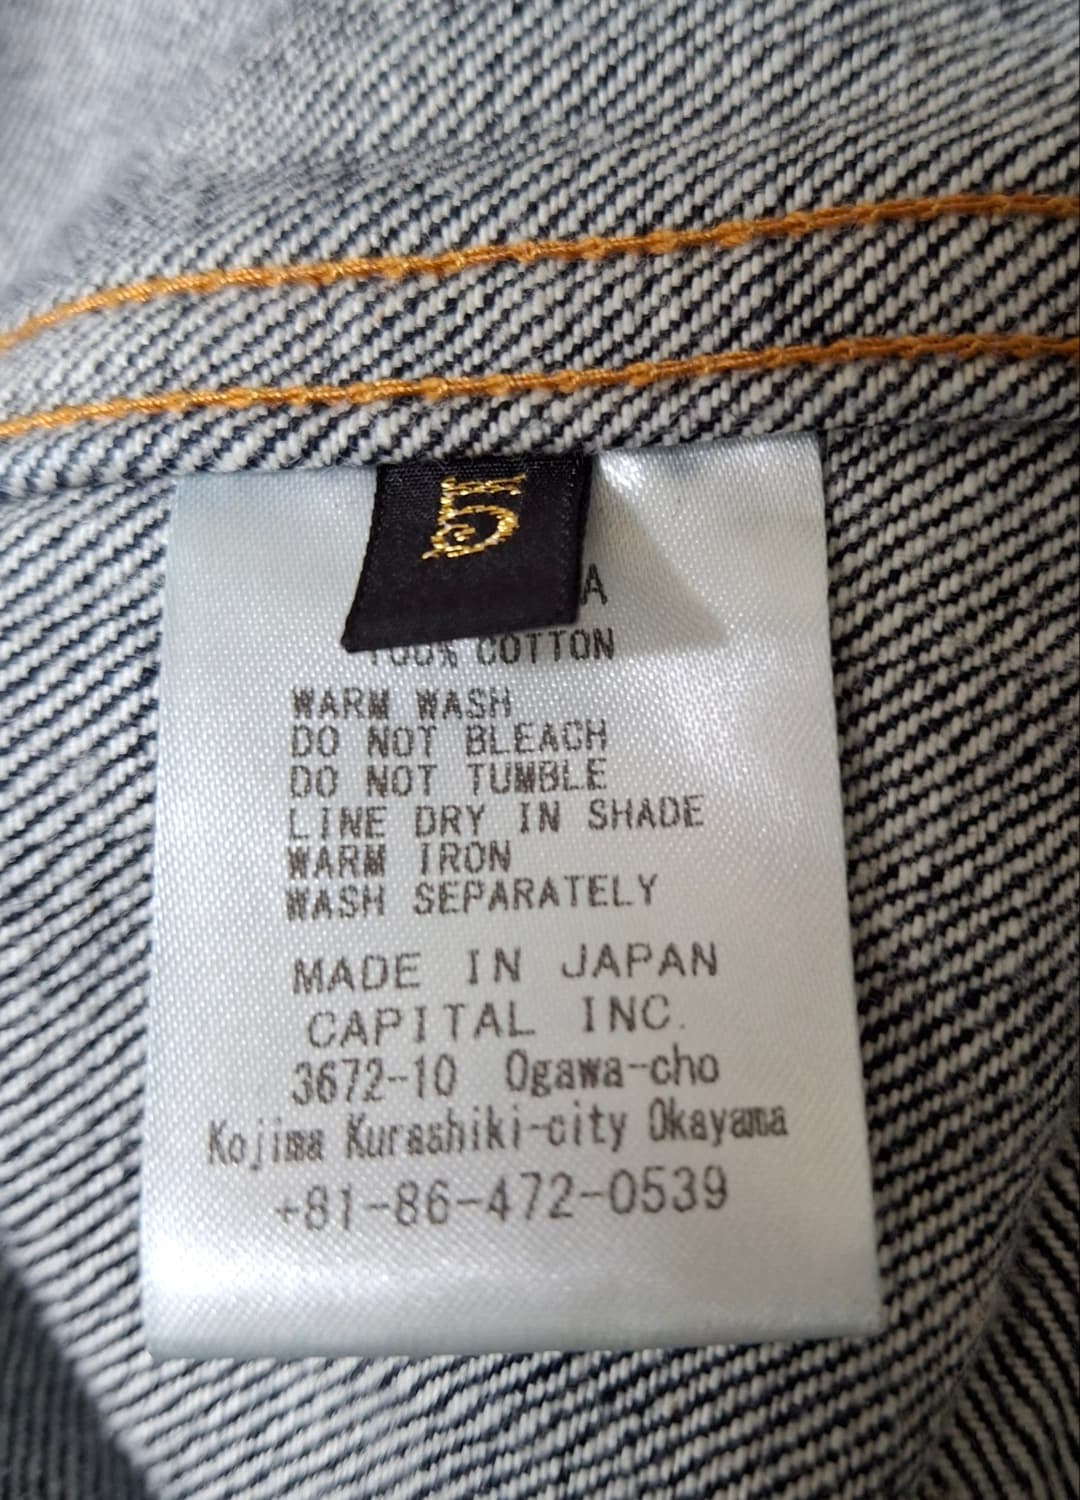 5
A
100% COTTON
WARM WASH
DO NOT BLEACH
DO NOT TUMBLE
LINE DRY IN SHADE
WARM IRON
WASH SEPARATELY
MADE IN JAPAN
CAPITAL INC.
3672-10 Ogawa-cho
Kojima Kurashiki-city Okayama
+81-86-472-0539